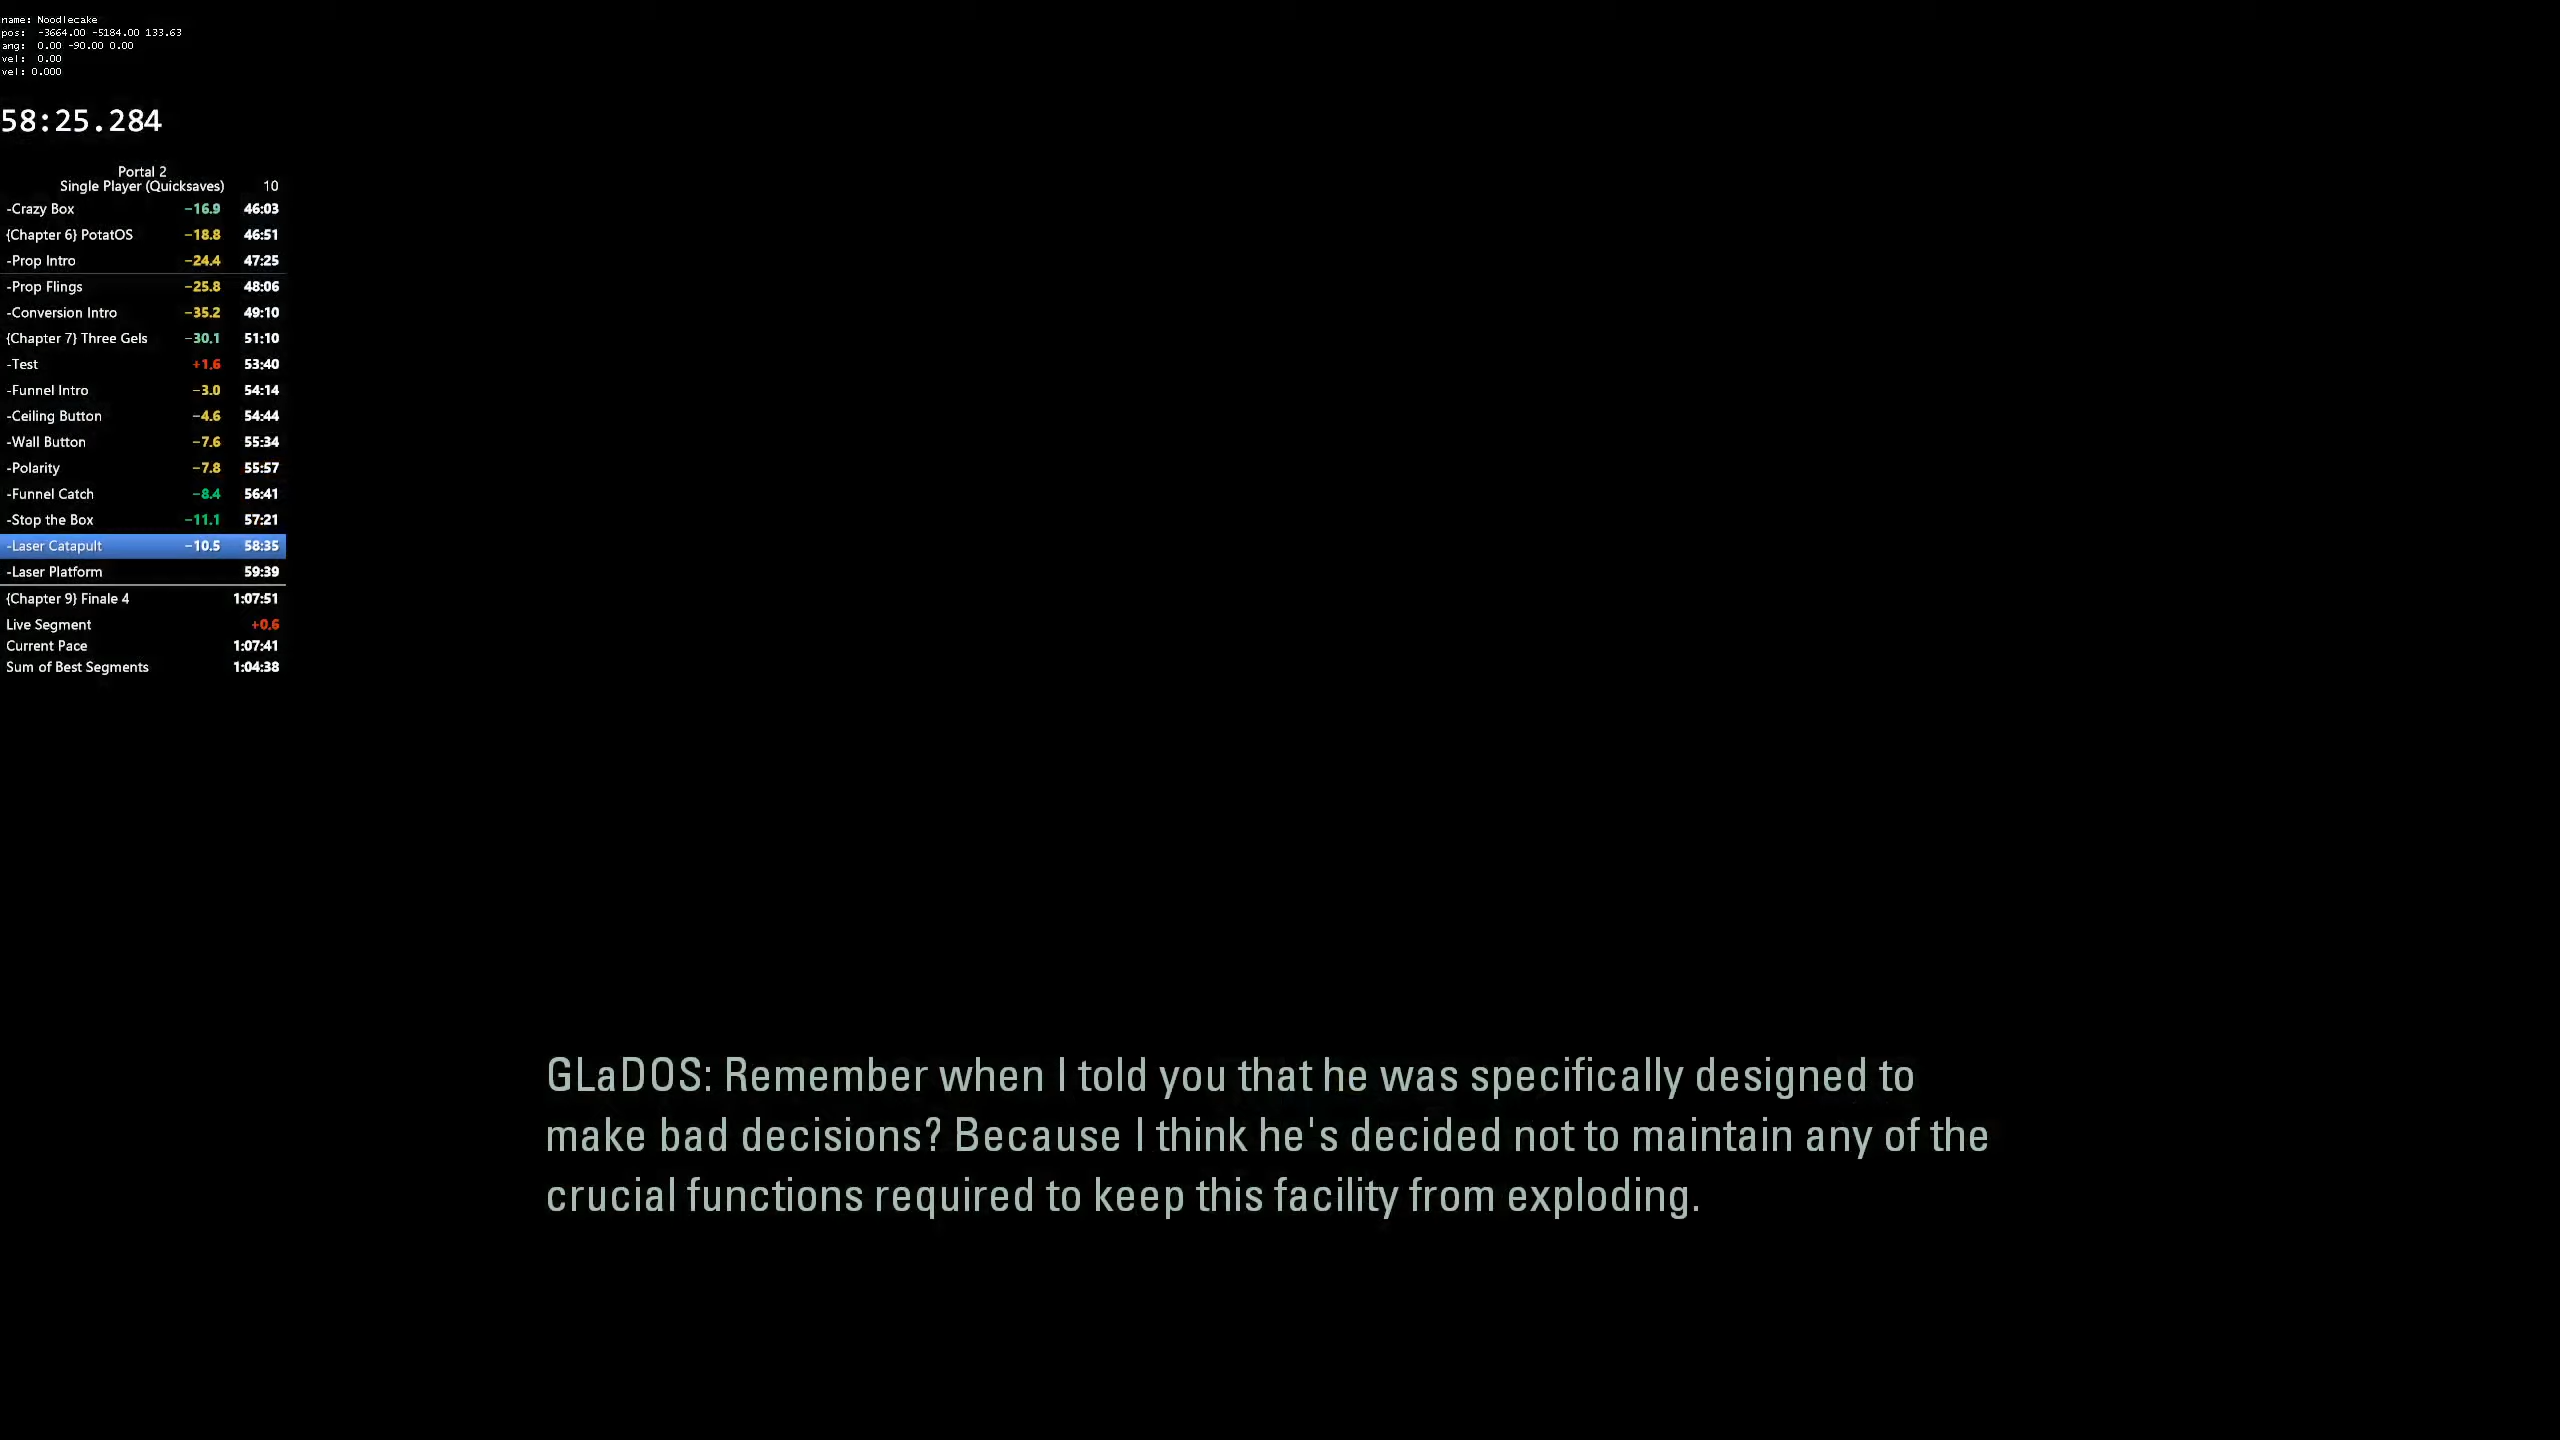 name: Noodlecake
pos: -3664.00 -5184.00 133.63
ang: 0.00 -90.00 0.00
vel: 0.00
vel: 0.000
58:25.284
Portal 2
Single Player (Quicksaves) 10
-Crazy Box −16.9 46:03
{Chapter 6} PotatOS −18.8 46:51
-Prop Intro −24.4 47:25
-Prop Flings −25.8 48:06
-Conversion Intro −35.2 49:10
{Chapter 7} Three Gels −30.1 51:10
-Test +1.6 53:40
-Funnel Intro −3.0 54:14
-Ceiling Button −4.6 54:44
-Wall Button −7.6 55:34
-Polarity −7.8 55:57
-Funnel Catch −8.4 56:41
-Stop the Box −11.1 57:21
-Laser Catapult −10.5 58:35
-Laser Platform 59:39
{Chapter 9} Finale 4 1:07:51
Live Segment +0.6
Current Pace 1:07:41
Sum of Best Segments 1:04:38
GLaDOS: Remember when I told you that he was specifically designed to
make bad decisions? Because I think he's decided not to maintain any of the
crucial functions required to keep this facility from exploding.